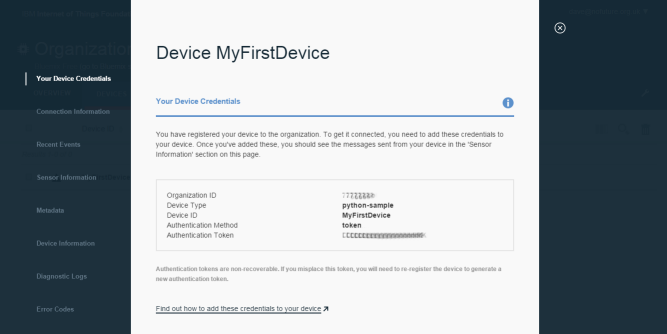 Device MyFirstDevice
Your Device Credentials
Your Device Credentials
Connection Information
Recent Events
Sensor Information
Metadata
Device Information
Diagnostic Logs
Error Codes
You have registered your device to the organization. To get it connected, you need to add these credentials to
your device. Once you've added these, you should see the messages sent from your device in the 'Sensor
Information' section on this page.
Organization ID
Device Type python-sample
Device ID MyFirstDevice
Authentication Method token
Authentication Token
Authentication tokens are non-recoverable. If you misplace this token, you will need to re-register the device to generate a
new authentication token.
Find out how to add these credentials to your device